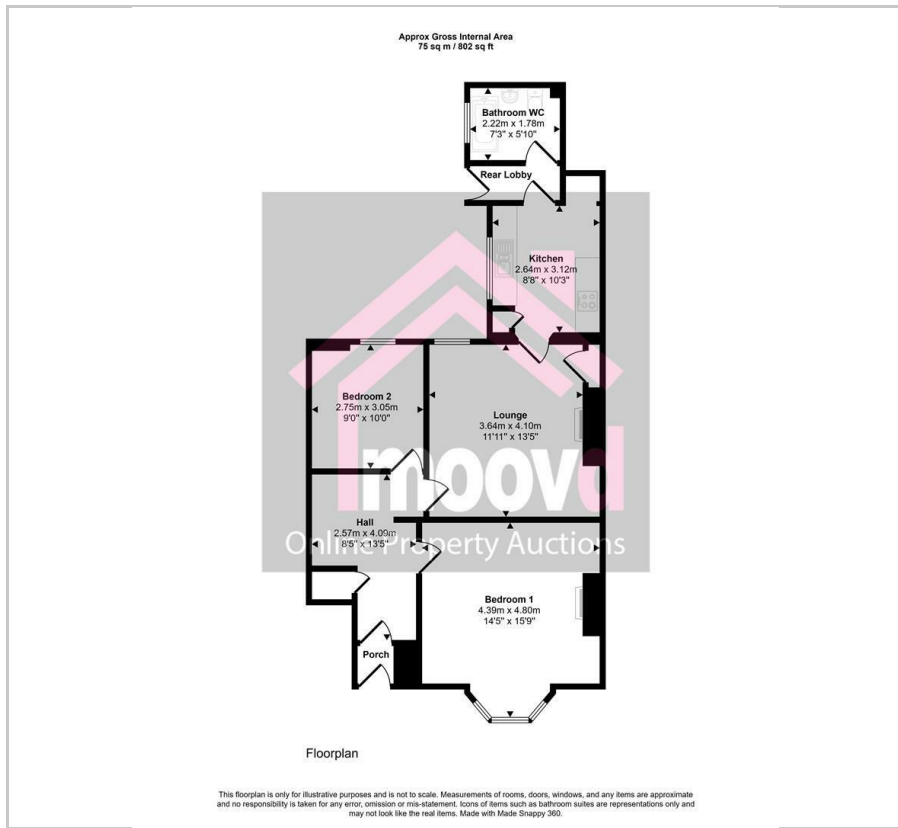 Approx Gross Internal Area
75 sq m / 802 sq ft
Bathroom WC
2.22m x 1.78m
7'3" x 5'10"
Rear Lobby
Kitchen
2.64m x 3.12m
8'8" x 10'3"
Bedroom 2
2.75m x 3.05m
9'0" x 10'0"
Lounge
3.64m x 4.10m
11'11" x 13'5"
moovd
Hall
2.57m x 4.09m
8'5" x 13'5"
Online Property Auctions
Bedroom 1
4.39m x 4.80m
14'5" x 15'9"
Porch
Floorplan
This floorplan is only for illustrative purposes and is not to scale. Measurements of rooms, doors, windows, and any items are approximate
and no responsibility is taken for any error, omission or mis-statement. Icons of items such as bathroom suites are representations only and
may not look like the real items. Made with Made Snappy 360.